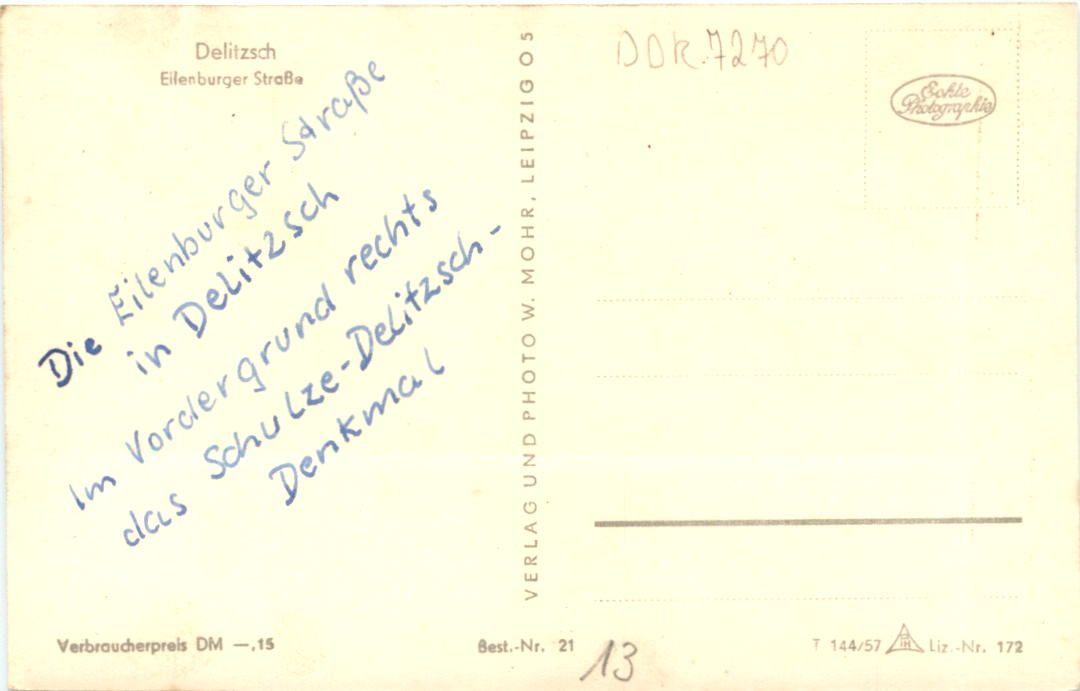 Delitzsch
Eilenburger Straße
Die Eilenburger Straße
in Delitzsch
Im Vordergrund rechts
das Schulze-Delitzsch-
Denkmal
VERLAG UND PHOTO W. MOHR, LEIPZIG O 5
DDK 7270
Echte
Photographie
Verbraucherpreis DM —,15
Best.-Nr. 21
13
T 144/57
Liz.-Nr. 172